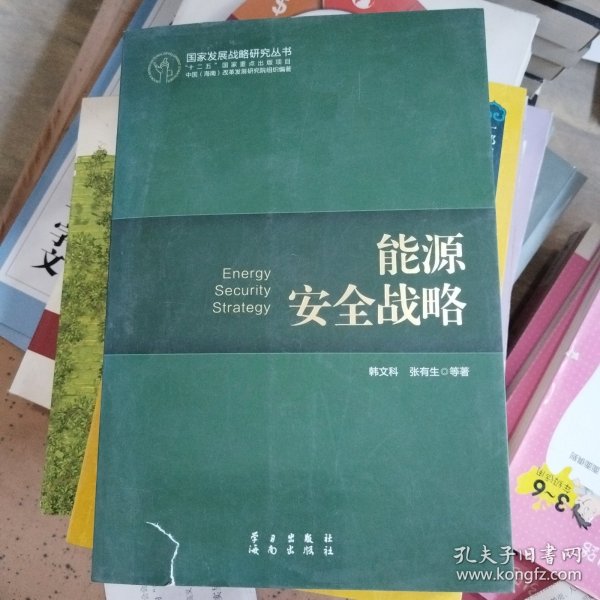 国家发展战略研究丛书
"十二五"国家重点出版项目
中国（海南）改革发展研究院组织编著
能源
安全战略
Energy
Security
Strategy
韩文科 张有生◎等著
学习出版社
海南出版社
字文
3~6
孔夫子旧书网
www.kongfz.com